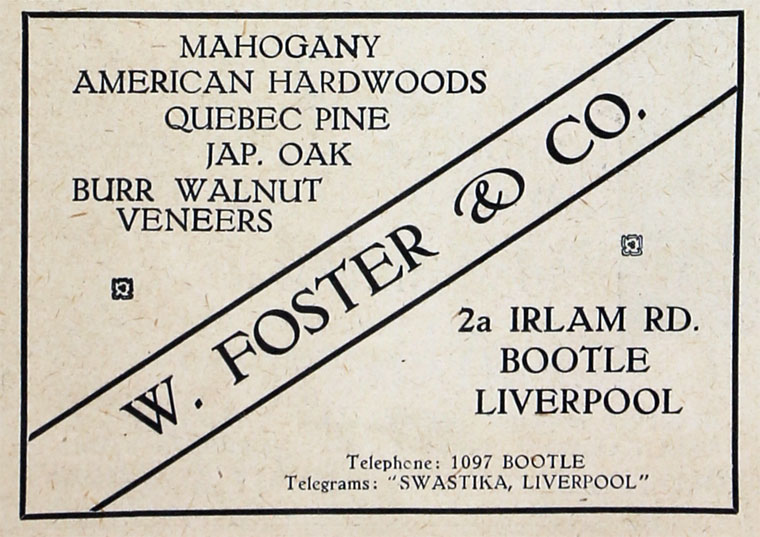 MAHOGANY
AMERICAN HARDWOODS
QUEBEC PINE
JAP. OAK
BURR WALNUT
VENEERS
W. FOSTER & CO.
2a IRLAM RD.
BOOTLE
LIVERPOOL
Telephone: 1097 BOOTLE
Telegrams: "SWASTIKA, LIVERPOOL"